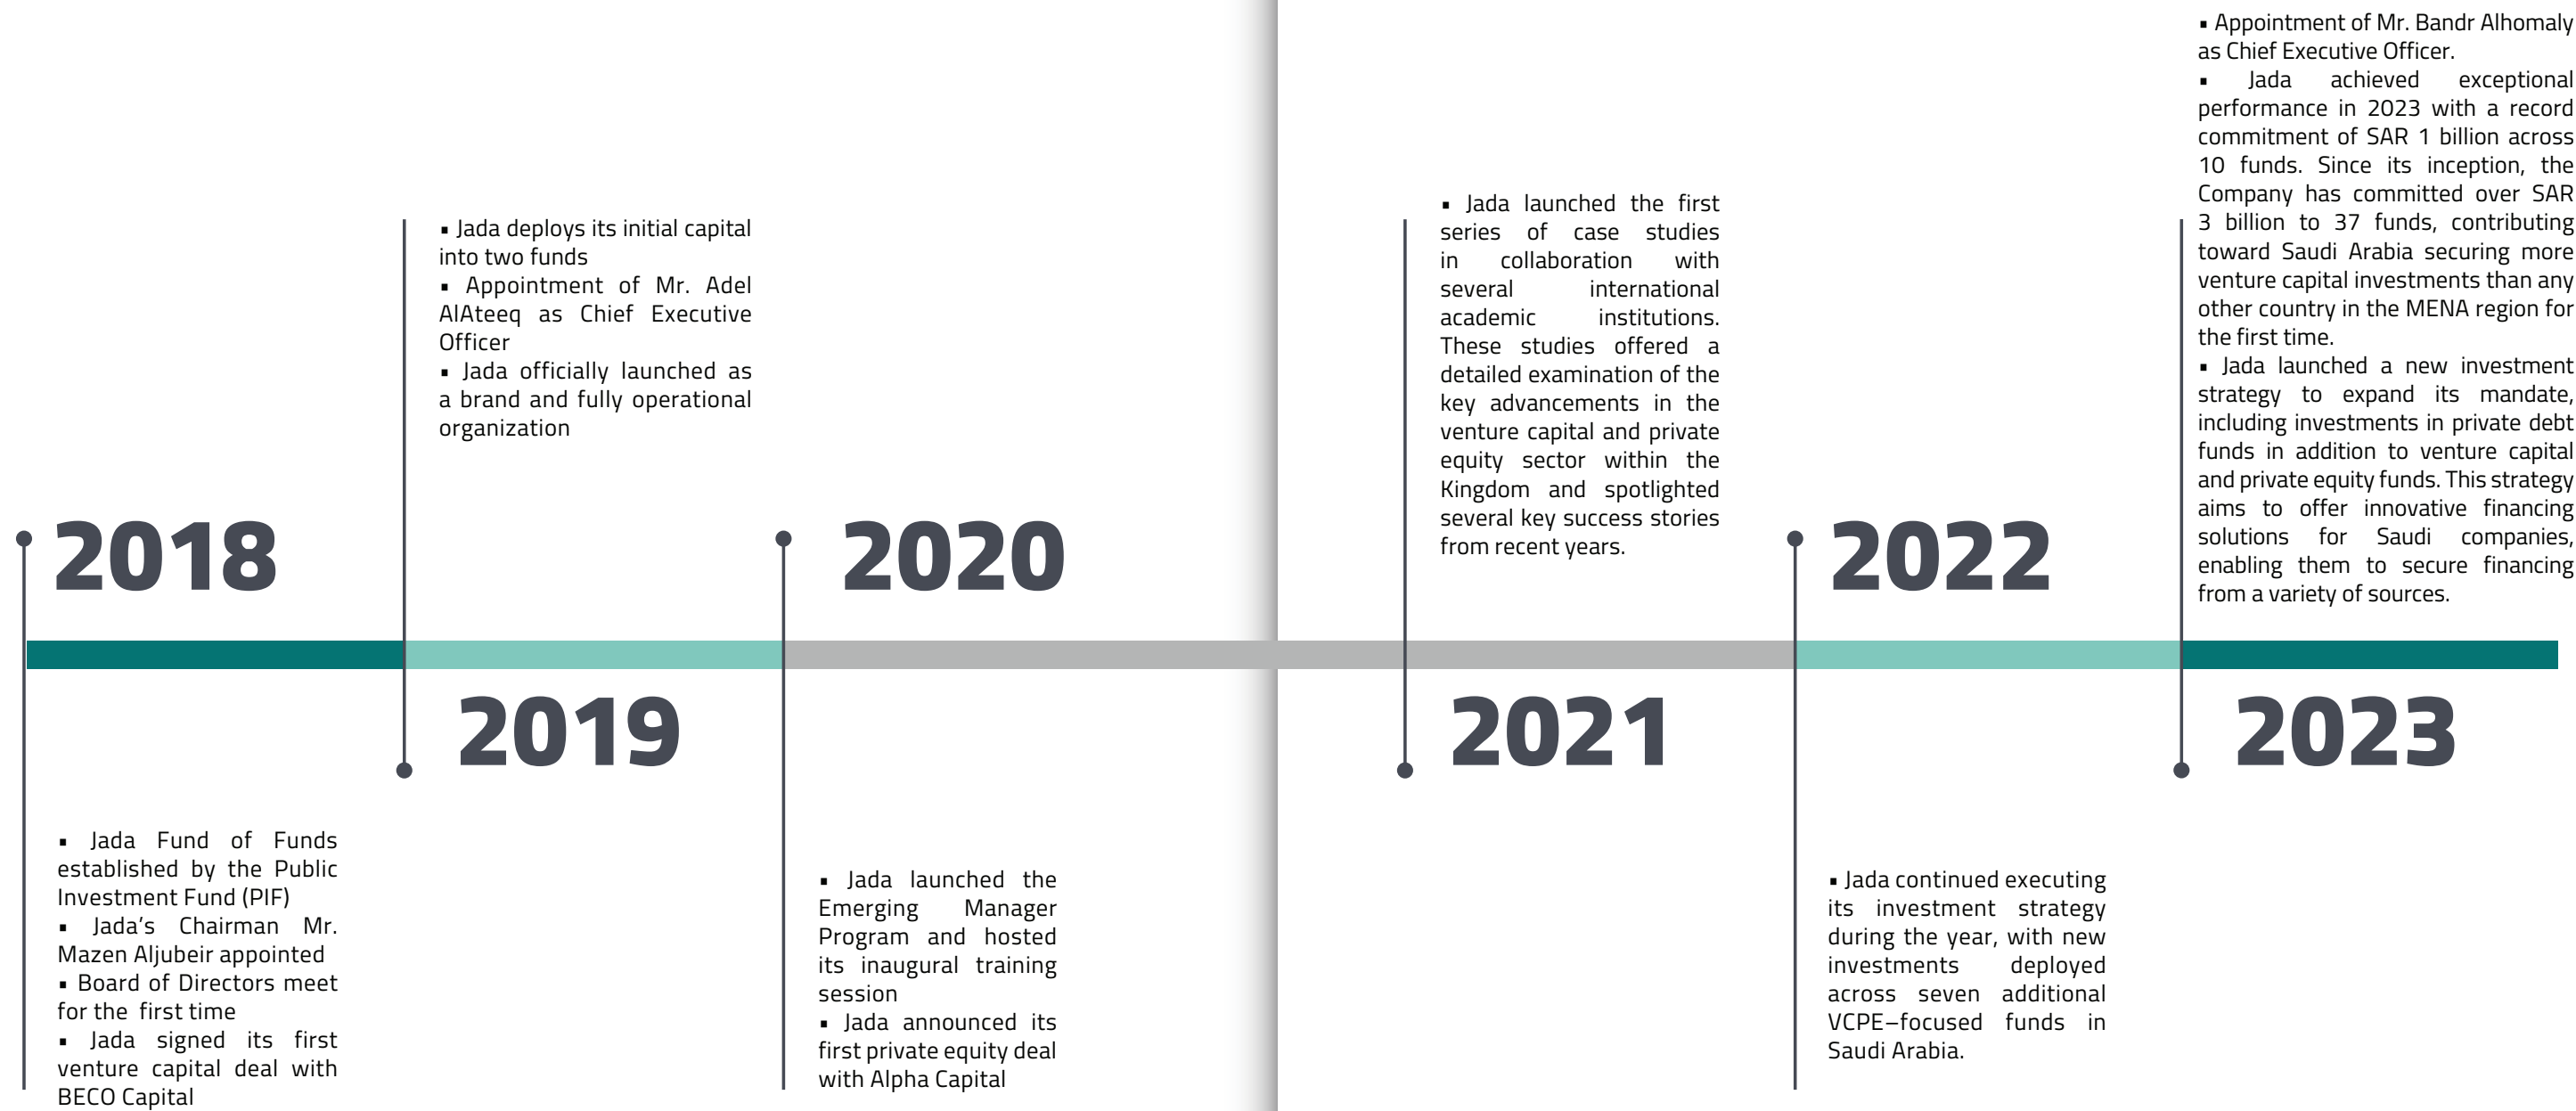 2018
▪ Jada Fund of Funds
established by the Public
Investment Fund (PIF)
▪ Jada's Chairman Mr.
Mazen Aljubeir appointed
▪ Board of Directors meet
for the first time
▪ Jada signed its first
venture capital deal with
BECO Capital
▪ Jada deploys its initial capital
into two funds
▪ Appointment of Mr. Adel
AlAteeq as Chief Executive
Officer
▪ Jada officially launched as
a brand and fully operational
organization
2019
2020
▪ Jada launched the
Emerging Manager
Program and hosted
its inaugural training
session
▪ Jada announced its
first private equity deal
with Alpha Capital
▪ Jada launched the first
series of case studies
in collaboration with
several international
academic institutions.
These studies offered a
detailed examination of the
key advancements in the
venture capital and private
equity sector within the
Kingdom and spotlighted
several key success stories
from recent years.
2021
2022
▪ Jada continued executing
its investment strategy
during the year, with new
investments deployed
across seven additional
VCPE–focused funds in
Saudi Arabia.
▪ Appointment of Mr. Bandr Alhomaly
as Chief Executive Officer.
▪ Jada achieved exceptional
performance in 2023 with a record
commitment of SAR 1 billion across
10 funds. Since its inception, the
Company has committed over SAR
3 billion to 37 funds, contributing
toward Saudi Arabia securing more
venture capital investments than any
other country in the MENA region for
the first time.
▪ Jada launched a new investment
strategy to expand its mandate,
including investments in private debt
funds in addition to venture capital
and private equity funds. This strategy
aims to offer innovative financing
solutions for Saudi companies,
enabling them to secure financing
from a variety of sources.
2023